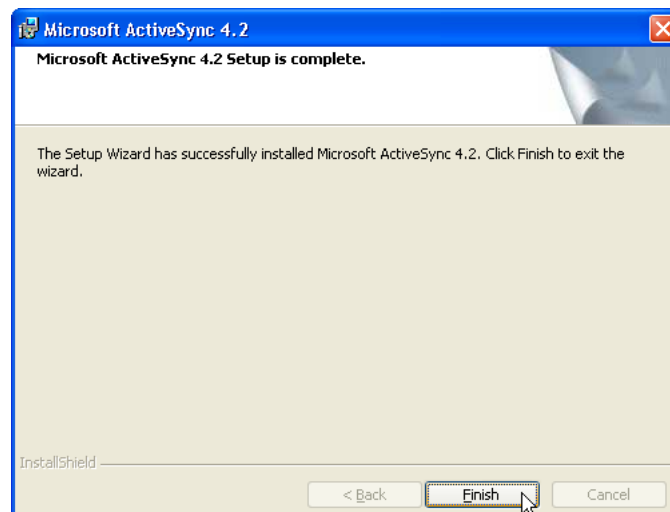 Microsoft ActiveSync 4.2
Microsoft ActiveSync 4.2 Setup is complete.
The Setup Wizard has successfully installed Microsoft ActiveSync 4.2. Click Finish to exit the
wizard.
InstallShield
< Back Finish Cancel